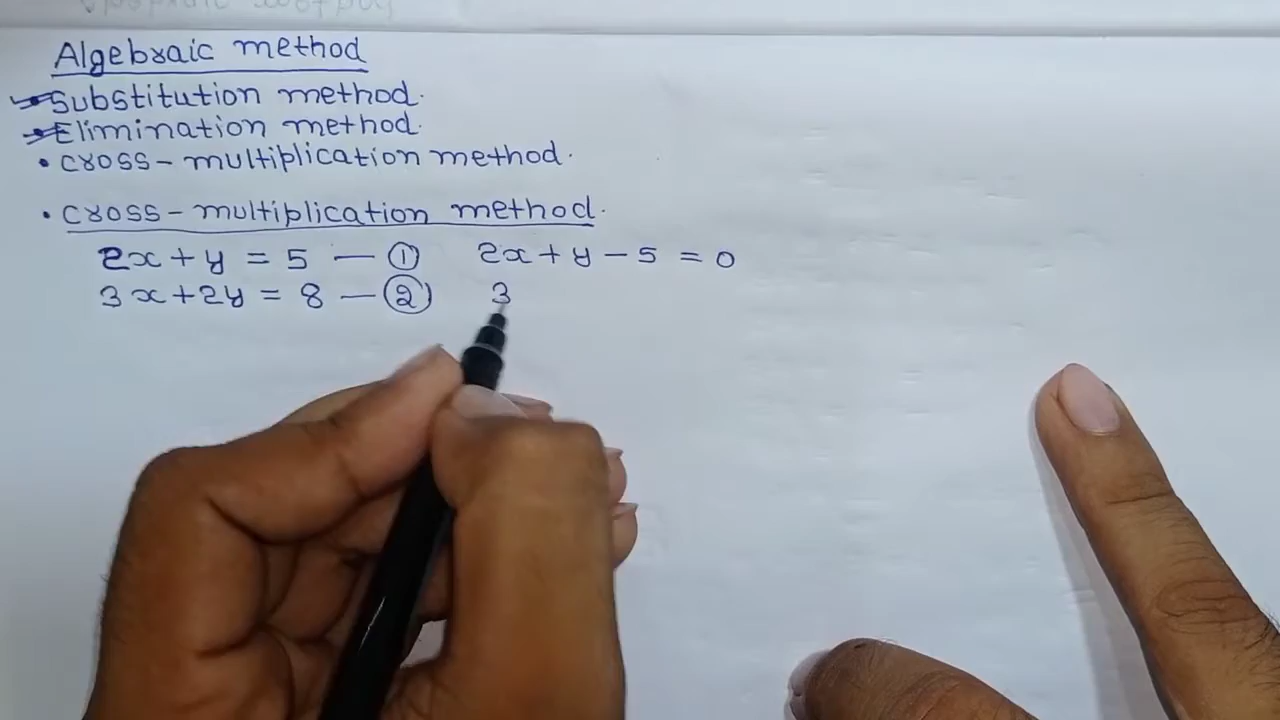 Algebraic method
Substitution method.
Elimination method.
• cross - multiplication method.
• cross - multiplication method.
2x + y = 5 — ① 2x + y - 5 = 0
3x + 2y = 8 — ② 3